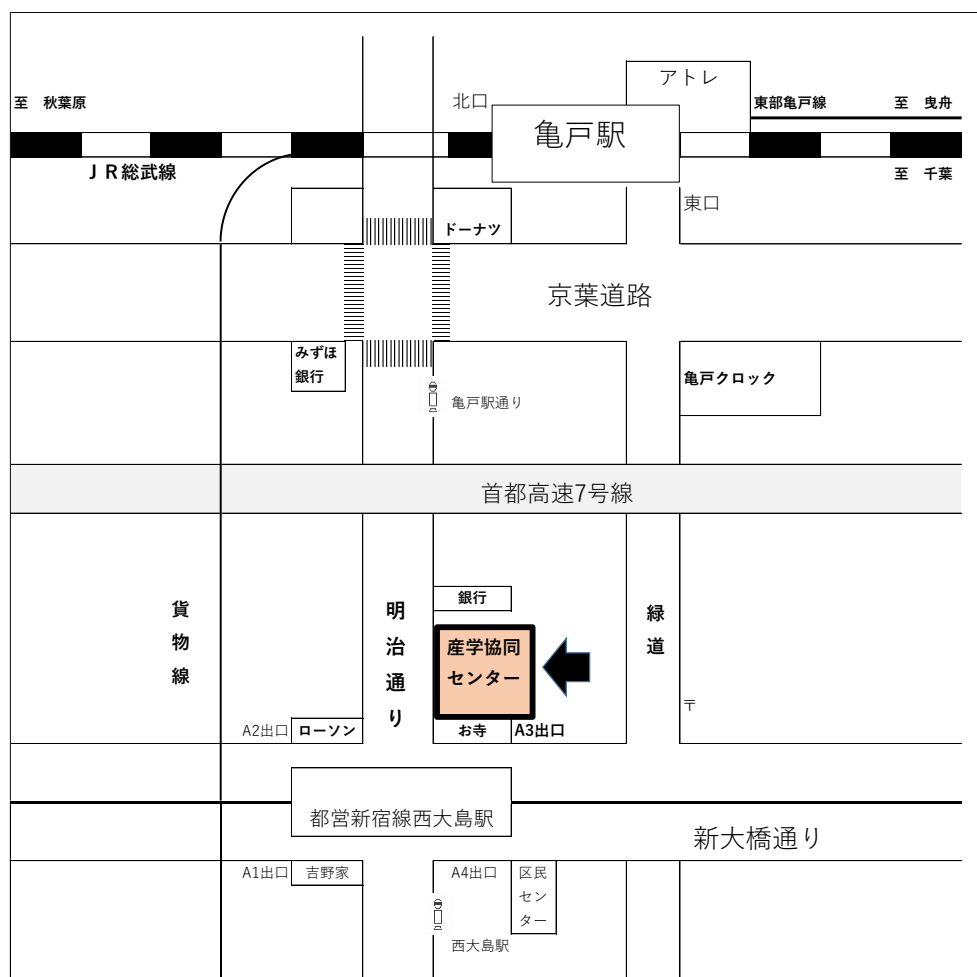 アトレ
至 秋葉原
北口
東部亀戸線
至 曳舟
亀戸駅
JR総武線
至 千葉
東口
ドーナツ
京葉道路
みずほ
銀行
亀戸クロック
亀戸駅通り
首都高速7号線
銀行
貨物線
明治通り
緑道
産学協同
センター
〒
A2出口
ローソン
お寺
A3出口
都営新宿線西大島駅
新大橋通り
A1出口
吉野家
A4出口
区民
セン
ター
西大島駅